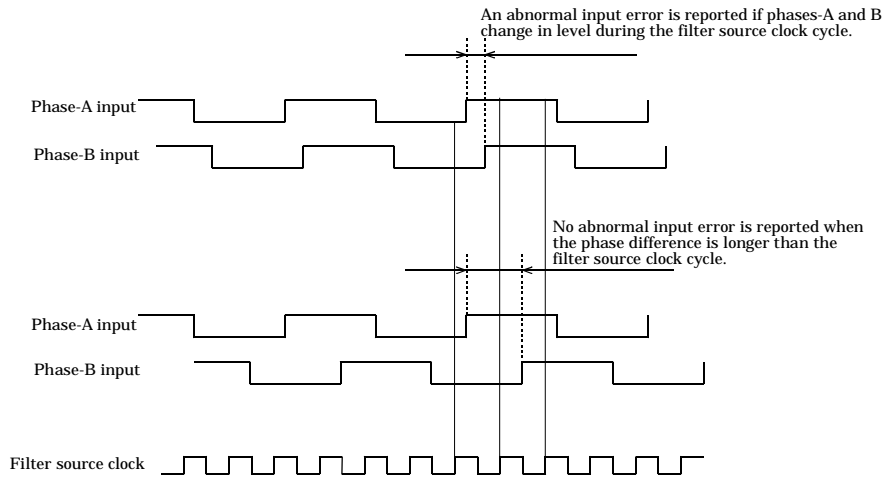 An abnormal input error is reported if phases-A and B
change in level during the filter source clock cycle.
Phase-A input
Phase-B input
No abnormal input error is reported when
the phase difference is longer than the
filter source clock cycle.
Phase-A input
Phase-B input
Filter source clock